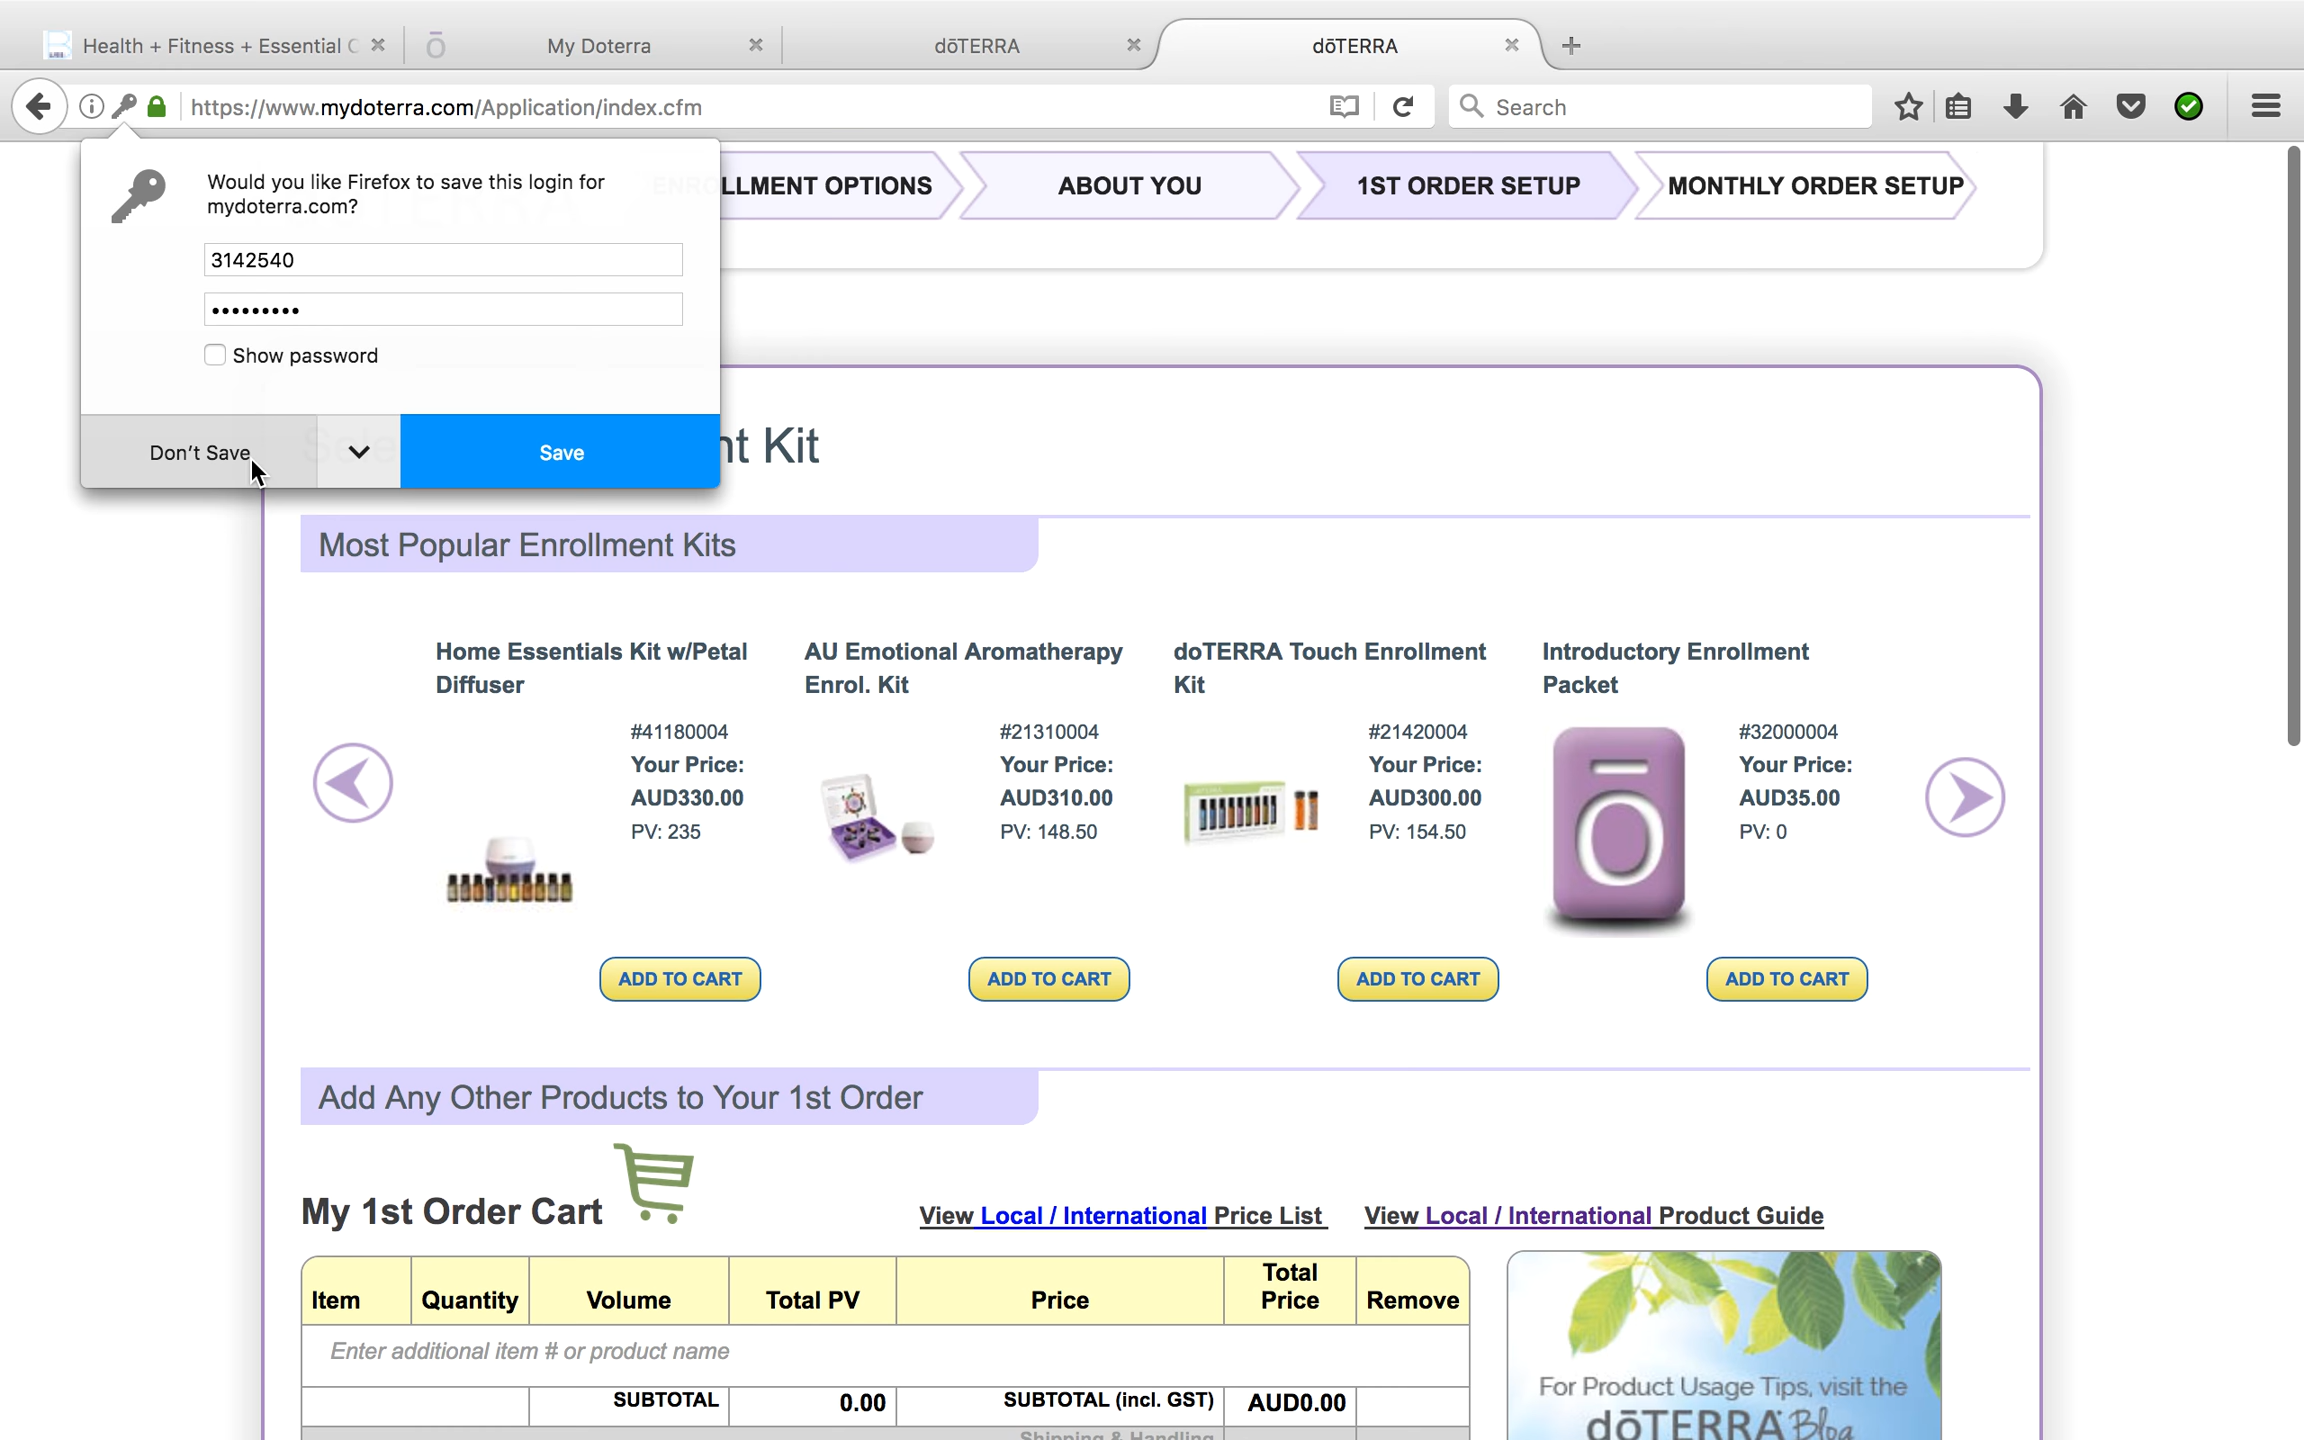 Health + Fitness + Essential
My Doterra
dōTERRA
dōTERRA
https://www.mydoterra.com/Application/index.cfm
Search
Would you like Firefox to save this login for
mydoterra.com?
3142540
•••••••••
Show password
Don't Save
Save
LLMENT OPTIONS
ABOUT YOU
1ST ORDER SETUP
MONTHLY ORDER SETUP
nt Kit
Most Popular Enrollment Kits
Home Essentials Kit w/Petal
Diffuser
#41180004
Your Price:
AUD330.00
PV: 235
ADD TO CART
AU Emotional Aromatherapy
Enrol. Kit
#21310004
Your Price:
AUD310.00
PV: 148.50
ADD TO CART
doTERRA Touch Enrollment
Kit
#21420004
Your Price:
AUD300.00
PV: 154.50
ADD TO CART
Introductory Enrollment
Packet
#32000004
Your Price:
AUD35.00
PV: 0
ADD TO CART
Add Any Other Products to Your 1st Order
My 1st Order Cart
View Local / International Price List
View Local / International Product Guide
Item Quantity Volume Total PV Price Total Price Remove
Enter additional item # or product name
SUBTOTAL 0.00 SUBTOTAL (incl. GST) AUD0.00
Shipping & Handling
For Product Usage Tips, visit the
dōTERRA Blog